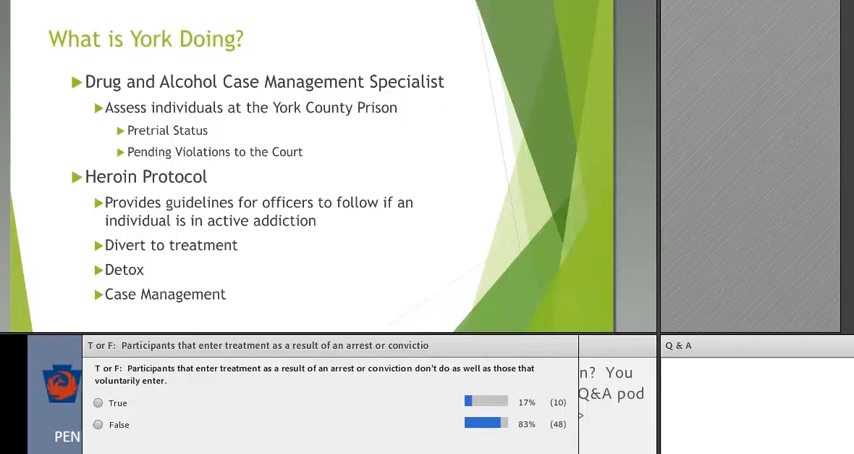 What is York Doing?
Drug and Alcohol Case Management Specialist
Assess individuals at the York County Prison
Pretrial Status
Pending Violations to the Court
Heroin Protocol
Provides guidelines for officers to follow if an
individual is in active addiction
Divert to treatment
Detox
Case Management
T or F: Participants that enter treatment as a result of an arrest or convictio
T or F: Participants that enter treatment as a result of an arrest or conviction don't do as well as those that
voluntarily enter.
True 17% (10)
False 83% (48)
PEN
n? You
Q&A pod
>
Q & A